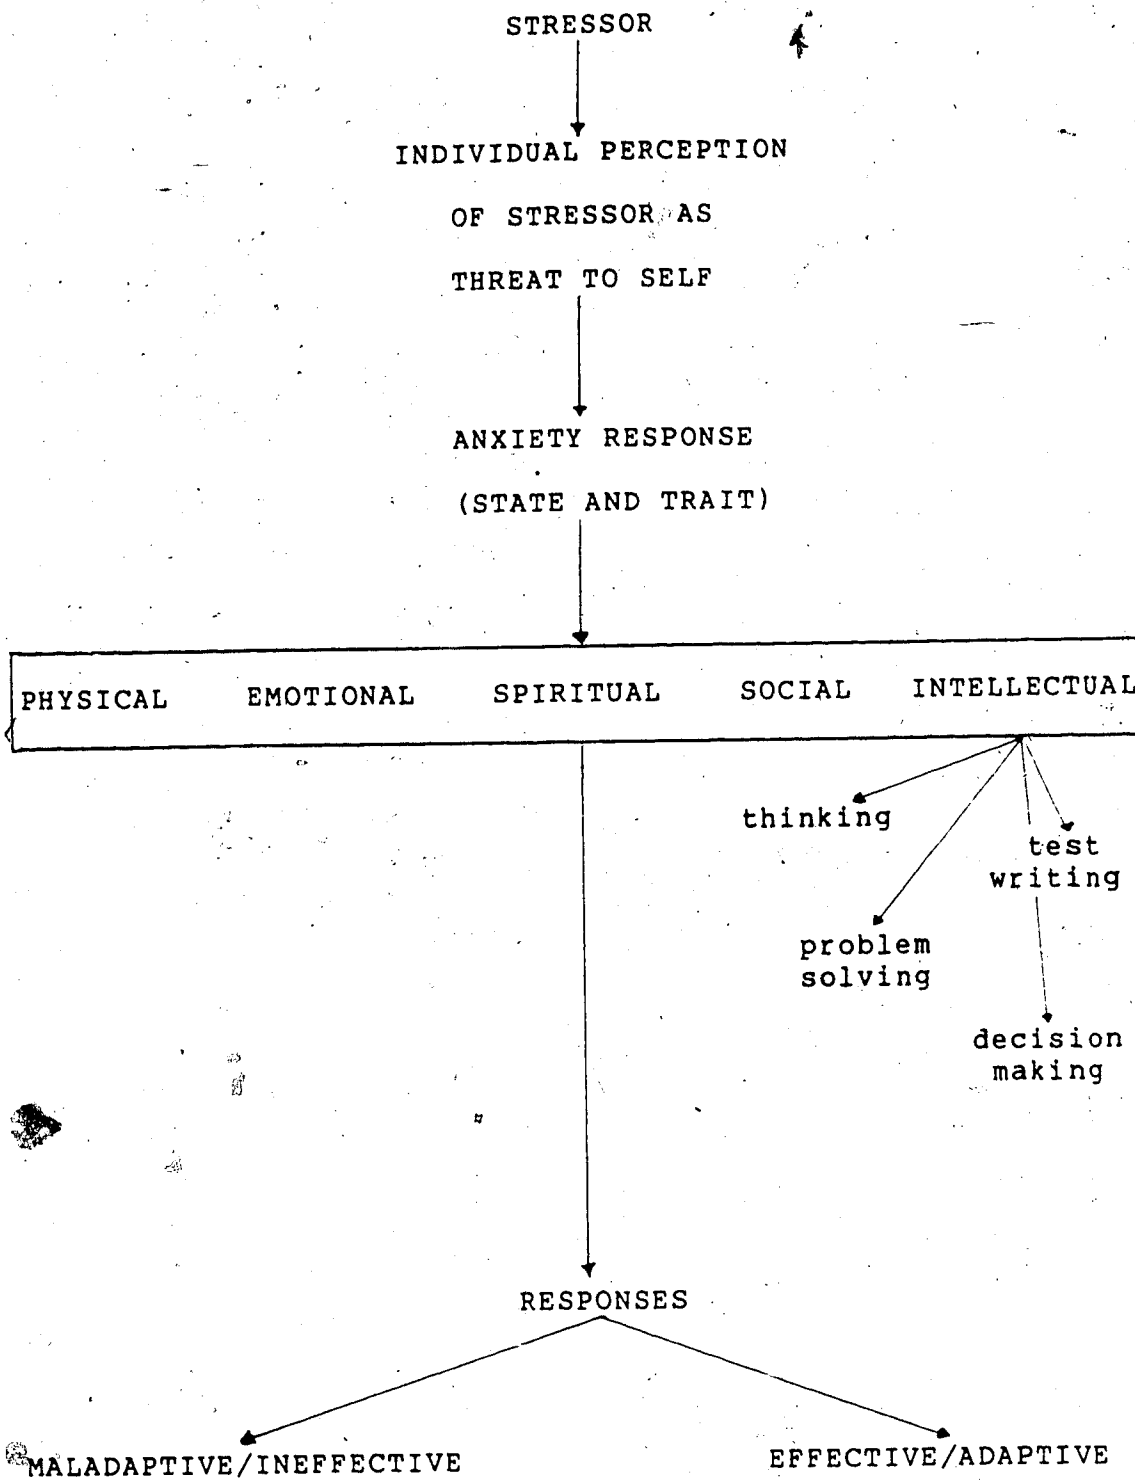 STRESSOR
INDIVIDUAL PERCEPTION
OF STRESSOR AS
THREAT TO SELF
ANXIETY RESPONSE
(STATE AND TRAIT)
PHYSICAL EMOTIONAL SPIRITUAL SOCIAL INTELLECTUAL
thinking
test
writing
problem
solving
decision
making
RESPONSES
MALADAPTIVE/INEFFECTIVE EFFECTIVE/ADAPTIVE